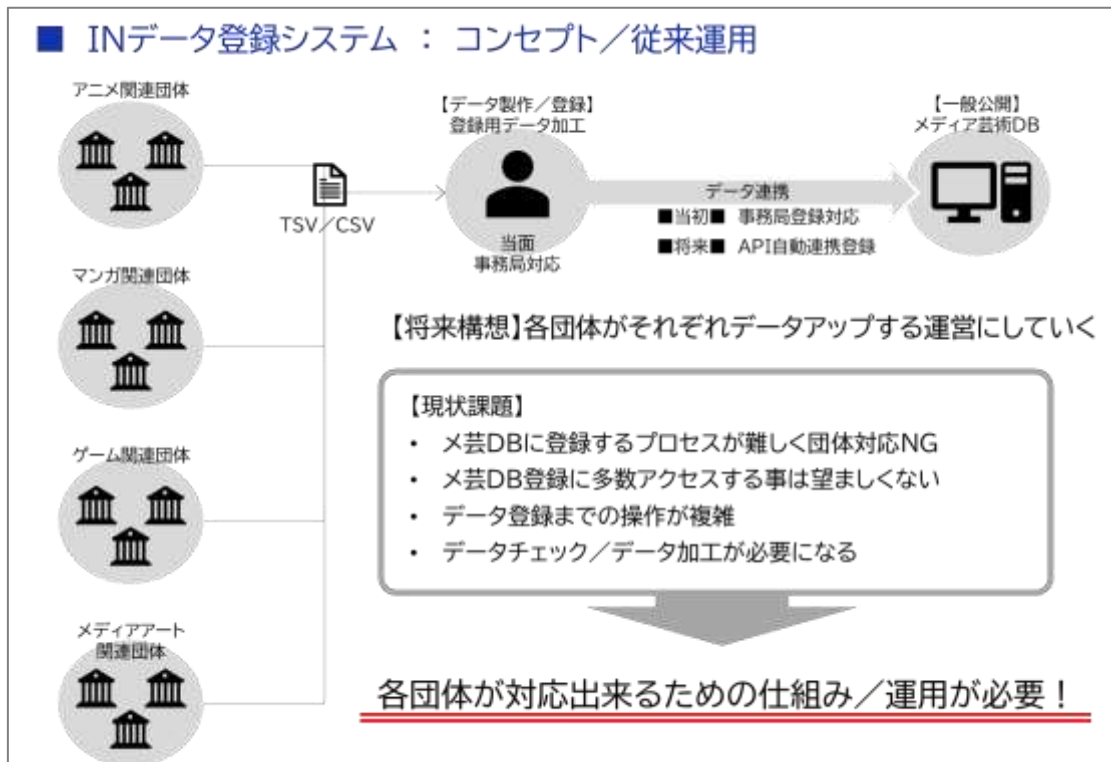 ■ INデータ登録システム ： コンセプト／従来運用
アニメ関連団体
TSV／CSV
【データ製作／登録】
登録用データ加工
当面
事務局対応
データ連携
■当初■ 事務局登録対応
■将来■ API自動連携登録
【一般公開】
メディア芸術DB
マンガ関連団体
ゲーム関連団体
メディアアート
関連団体
【将来構想】各団体がそれぞれデータアップする運営にしていく
【現状課題】
・ メ芸DBに登録するプロセスが難しく団体対応NG
・ メ芸DB登録に多数アクセスする事は望ましくない
・ データ登録までの操作が複雑
・ データチェック／データ加工が必要になる
各団体が対応出来るための仕組み／運用が必要！